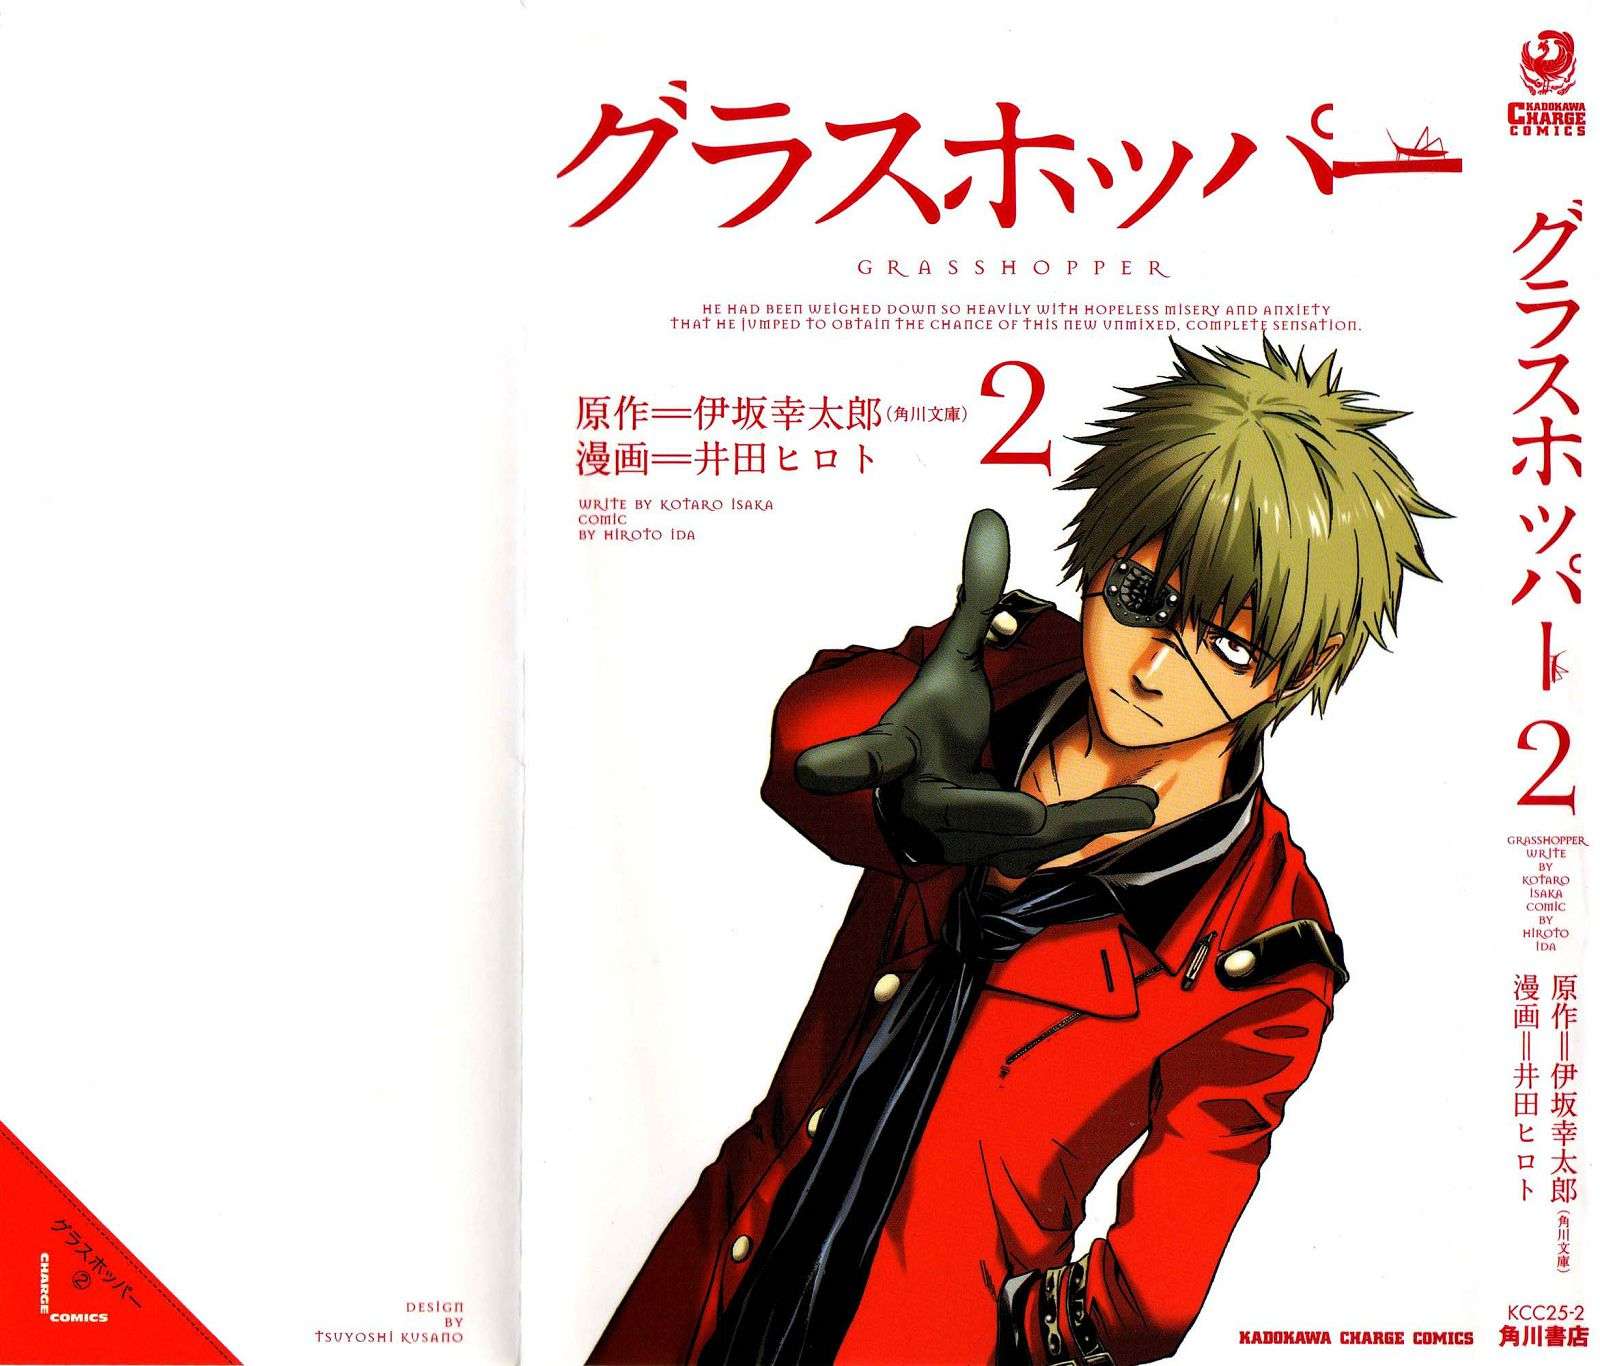 グラスホッパー
GRASSHOPPER
HE HAD BEEN WEIGHED DOWN SO HEAVILY WITH HOPELESS MISERY AND ANXIETY
THAT HE JUMPED TO OBTAIN THE CHANCE OF THIS NEW UNMIXED, COMPLETE SENSATION.
2
原作＝伊坂幸太郎(角川文庫)
漫画＝井田ヒロト
WRITE BY KOTARO ISAKA
COMIC
BY HIROTO IDA
KADOKAWA CHARGE COMICS
KADOKAWA
CHARGE
COMICS
グラスホッパー
2
GRASSHOPPER
WRITE
BY
KOTARO
ISAKA
COMIC
BY
HIROTO
IDA
原作＝伊坂幸太郎(角川文庫)
漫画＝井田ヒロト
KCC25-2
角川書店
グラスホッパー
②
CHARGE
COMICS
DESIGN
BY
TSUYOSHI KUSANO